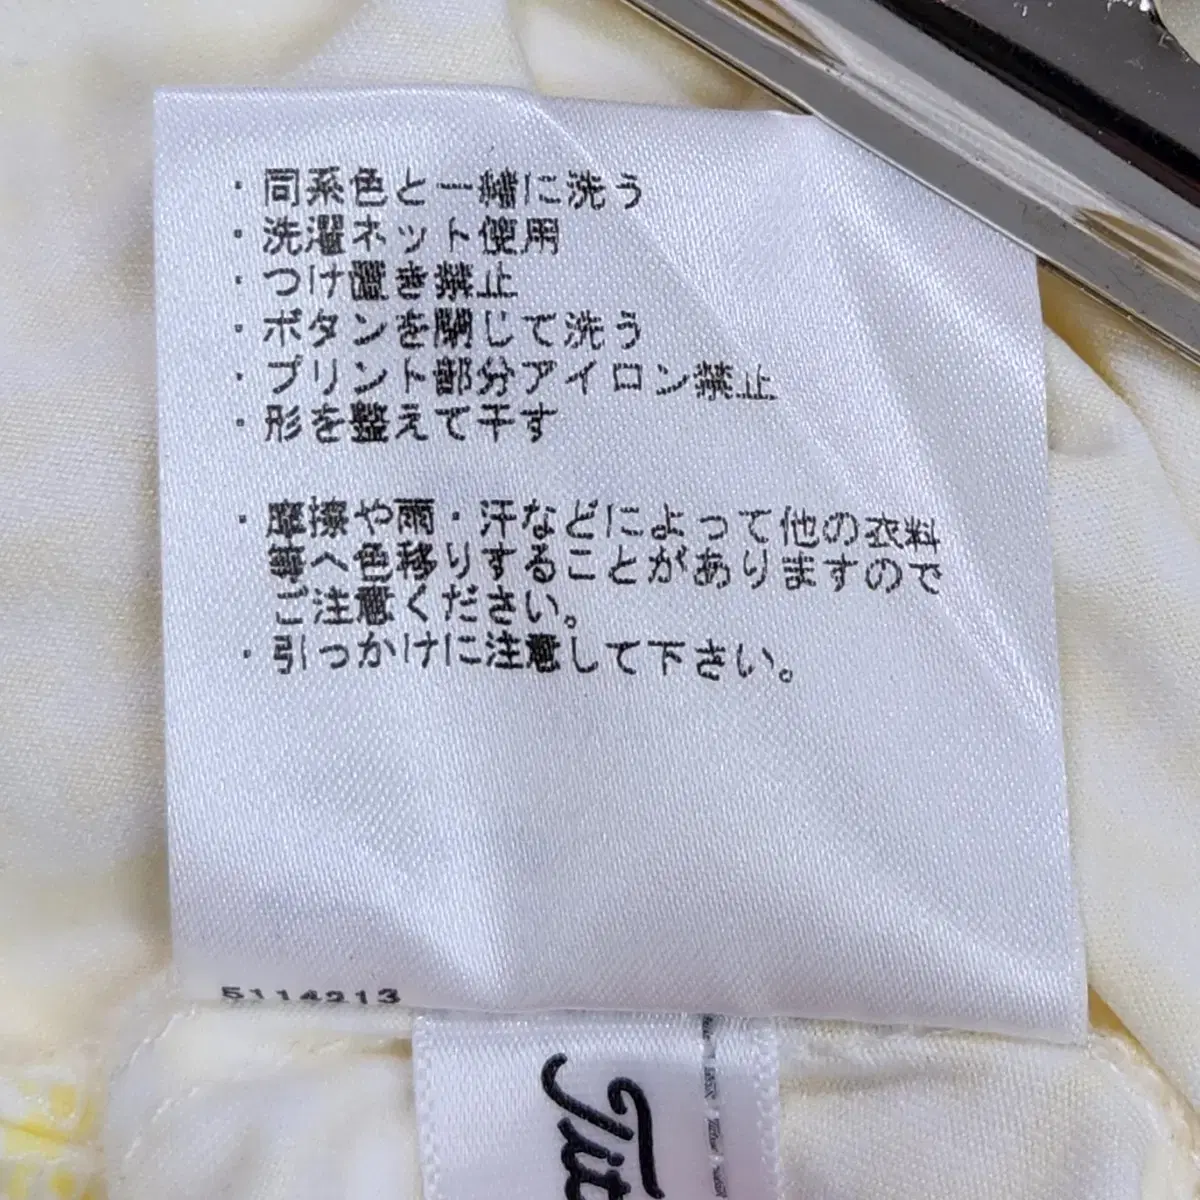 ・同系色と一緒に洗う
・洗濯ネット使用
・つけ置き禁止
・ボタンを閉じて洗う
・プリント部分アイロン禁止
・形を整えて干す
・摩擦や雨・汗などによって他の衣料
等へ色移りすることがありますので
ご注意ください。
・引っかけに注意して下さい。
5114213
Tit